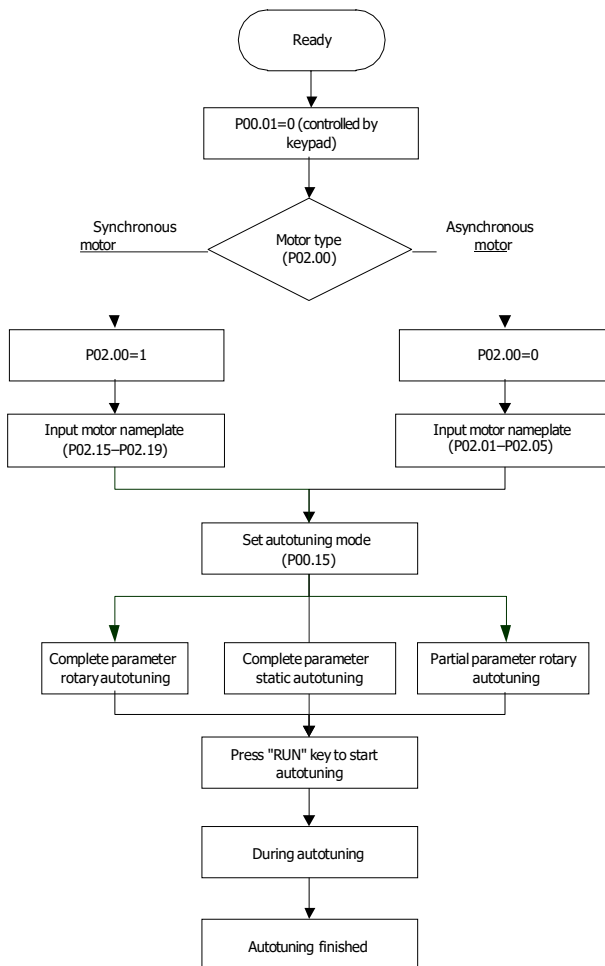 Ready
P00.01=0 (controlled by
keypad)
Synchronous
motor
Motor type
(P02.00)
Asynchronous
motor
P02.00=1
P02.00=0
Input motor nameplate
(P02.15–P02.19)
Input motor nameplate
(P02.01–P02.05)
Set autotuning mode
(P00.15)
Complete parameter
rotary autotuning
Complete parameter
static autotuning
Partial parameter rotary
autotuning
Press "RUN" key to start
autotuning
During autotuning
Autotuning finished